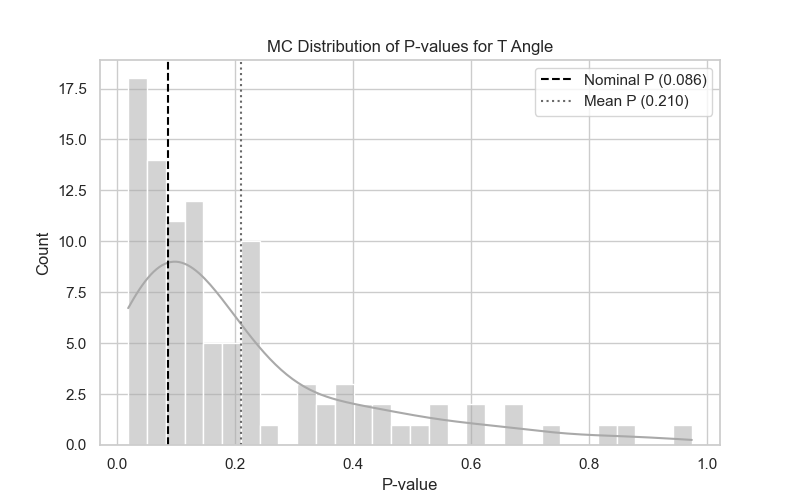 MC Distribution of P-values for T Angle
Nominal P (0.086)
Mean P (0.210)
17.5
15.0
12.5
10.0
7.5
5.0
2.5
0.0
Count
0.0 0.2 0.4 0.6 0.8 1.0
P-value